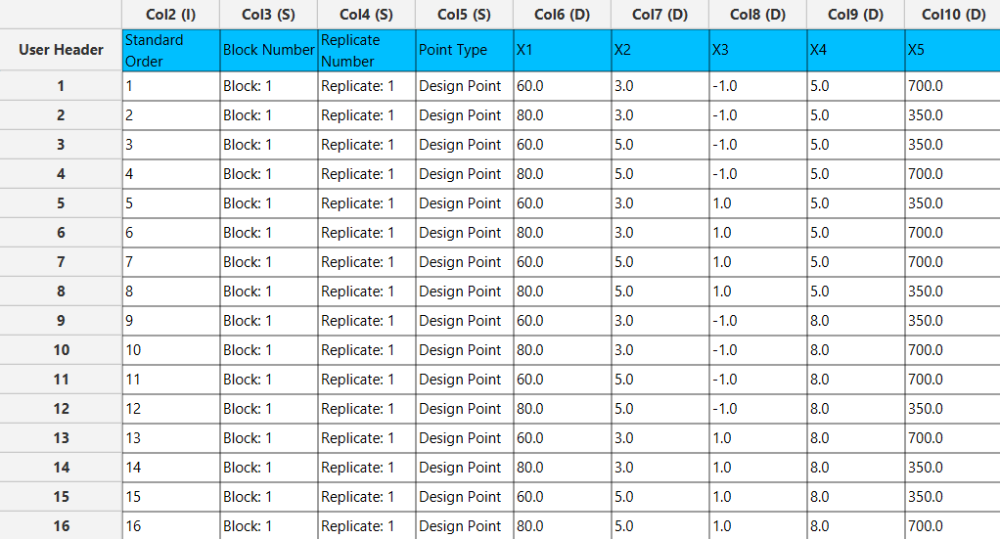 Col2 (I) Col3 (S) Col4 (S) Col5 (S) Col6 (D) Col7 (D) Col8 (D) Col9 (D) Col10 (D)
User Header Standard Order Block Number Replicate Number Point Type X1 X2 X3 X4 X5
1 1 Block: 1 Replicate: 1 Design Point 60.0 3.0 -1.0 5.0 700.0
2 2 Block: 1 Replicate: 1 Design Point 80.0 3.0 -1.0 5.0 350.0
3 3 Block: 1 Replicate: 1 Design Point 60.0 5.0 -1.0 5.0 350.0
4 4 Block: 1 Replicate: 1 Design Point 80.0 5.0 -1.0 5.0 700.0
5 5 Block: 1 Replicate: 1 Design Point 60.0 3.0 1.0 5.0 350.0
6 6 Block: 1 Replicate: 1 Design Point 80.0 3.0 1.0 5.0 700.0
7 7 Block: 1 Replicate: 1 Design Point 60.0 5.0 1.0 5.0 700.0
8 8 Block: 1 Replicate: 1 Design Point 80.0 5.0 1.0 5.0 350.0
9 9 Block: 1 Replicate: 1 Design Point 60.0 3.0 -1.0 8.0 350.0
10 10 Block: 1 Replicate: 1 Design Point 80.0 3.0 -1.0 8.0 700.0
11 11 Block: 1 Replicate: 1 Design Point 60.0 5.0 -1.0 8.0 700.0
12 12 Block: 1 Replicate: 1 Design Point 80.0 5.0 -1.0 8.0 350.0
13 13 Block: 1 Replicate: 1 Design Point 60.0 3.0 1.0 8.0 700.0
14 14 Block: 1 Replicate: 1 Design Point 80.0 3.0 1.0 8.0 350.0
15 15 Block: 1 Replicate: 1 Design Point 60.0 5.0 1.0 8.0 350.0
16 16 Block: 1 Replicate: 1 Design Point 80.0 5.0 1.0 8.0 700.0